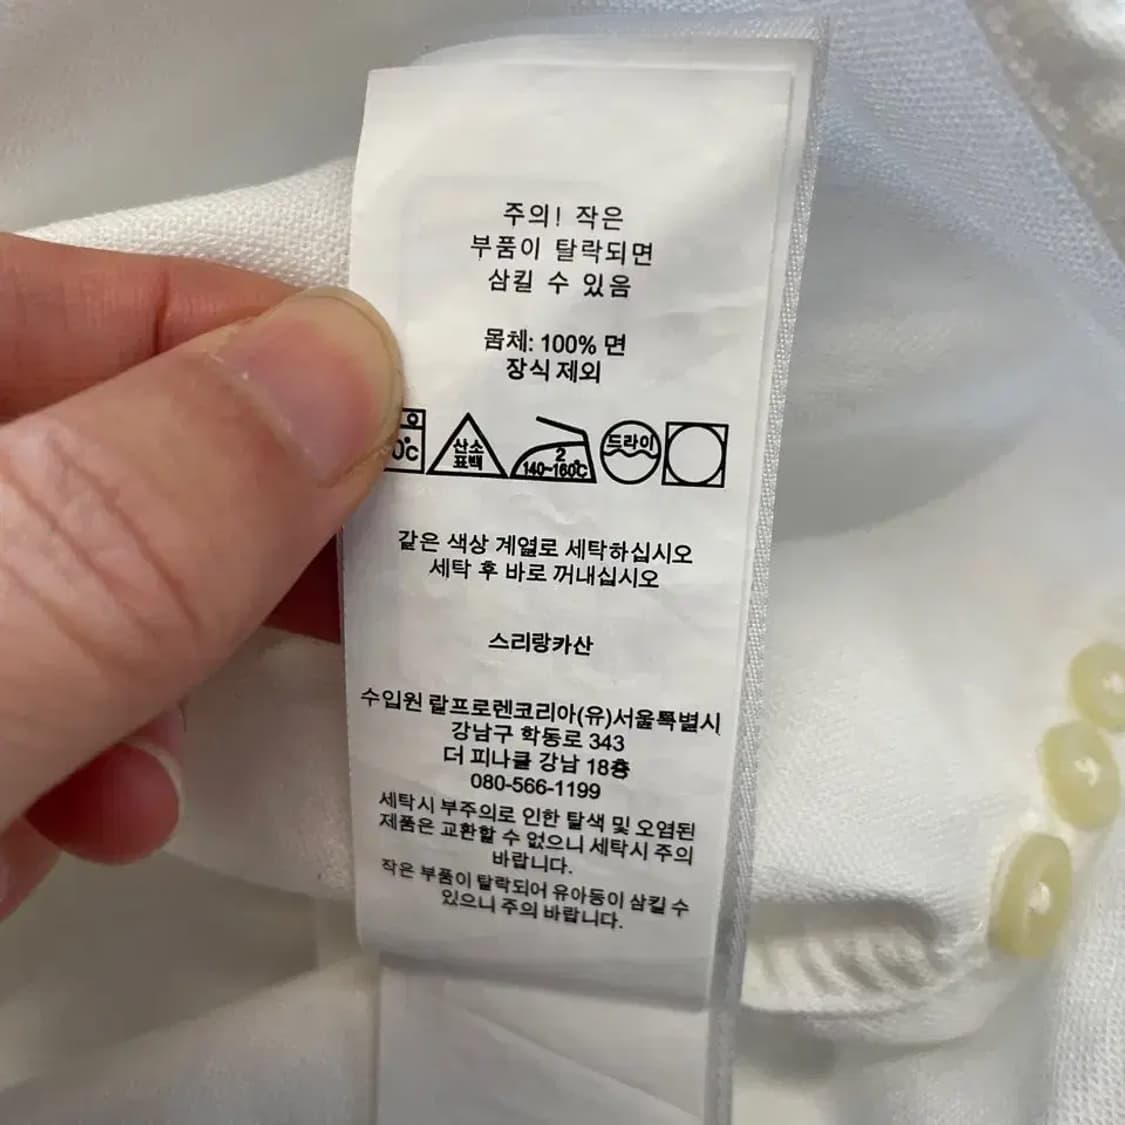 주의! 작은
부품이 탈락되면
삼킬 수 있음
몸체: 100% 면
장식 제외
0°C
산소
표백
2
140~160°C
드라이
같은 색상 계열로 세탁하십시오
세탁 후 바로 꺼내십시오
스리랑카산
수입원 랄프로렌코리아(유)서울특별시
강남구 학동로 343
더 피나클 강남 18층
080-566-1199
세탁시 부주의로 인한 탈색 및 오염된
제품은 교환할 수 없으니 세탁시 주의
바랍니다.
작은 부품이 탈락되어 유아동이 삼킬 수
있으니 주의 바랍니다.